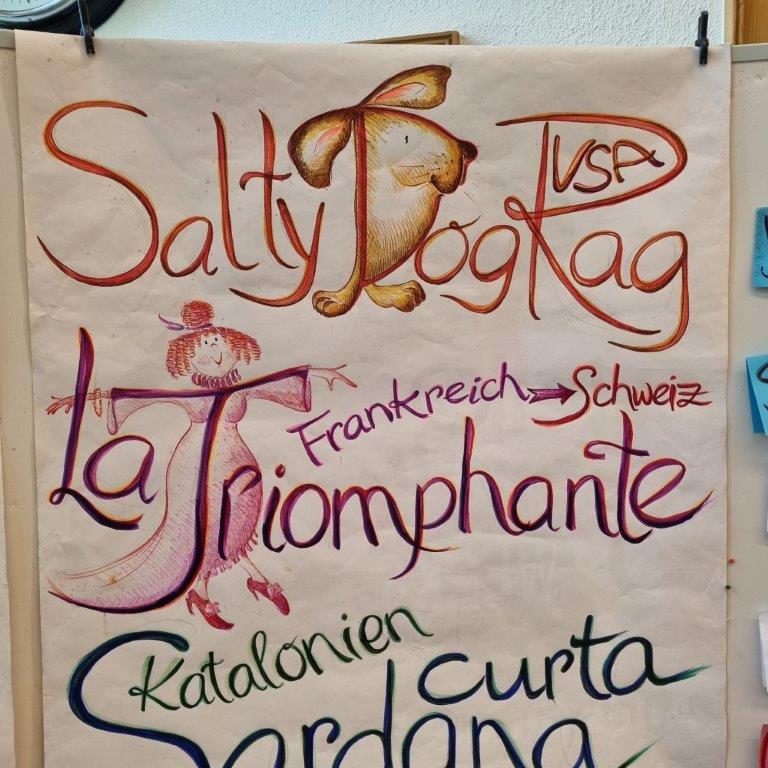 Salty Dog Rag
USA
Frankreich → Schweiz
La Triomphante
Katalonien
curta
Sardana